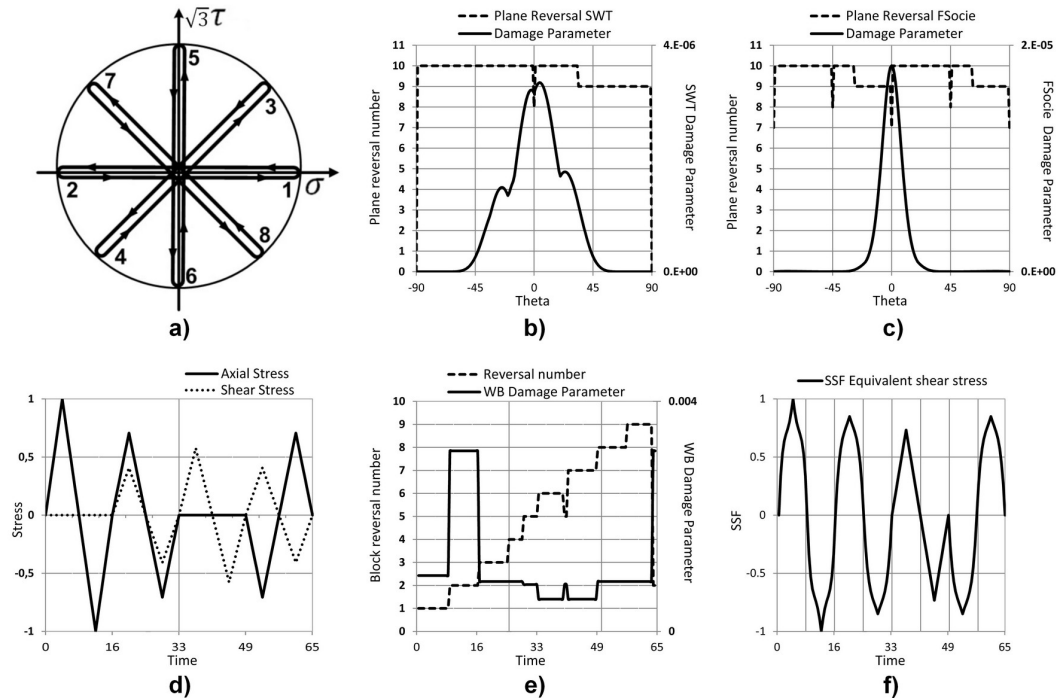 √3τ
5
7
3
2
1
σ
4
8
6
a)
Plane Reversal SWT
Damage Parameter
11
10
9
8
7
6
5
4
3
2
1
0
Plane reversal number
4.E-06
0.E+00
SWT Damage Parameter
-90
-45
0
45
90
Theta
b)
Plane Reversal FSocie
Damage Parameter
11
10
9
8
7
6
5
4
3
2
1
0
Plane reversal number
2.E-05
0.E+00
FSocie Damage Parameter
-90
-45
0
45
90
Theta
c)
Axial Stress
Shear Stress
1
0,5
0
-0,5
-1
Stress
0
16
33
49
65
Time
d)
Reversal number
WB Damage Parameter
10
9
8
7
6
5
4
3
2
1
0
Block reversal number
0.004
0
WB Damage Parameter
0
16
33
49
65
Time
e)
SSF Equivalent shear stress
1
0.5
0
-0.5
-1
SSF
0
16
33
49
65
Time
f)